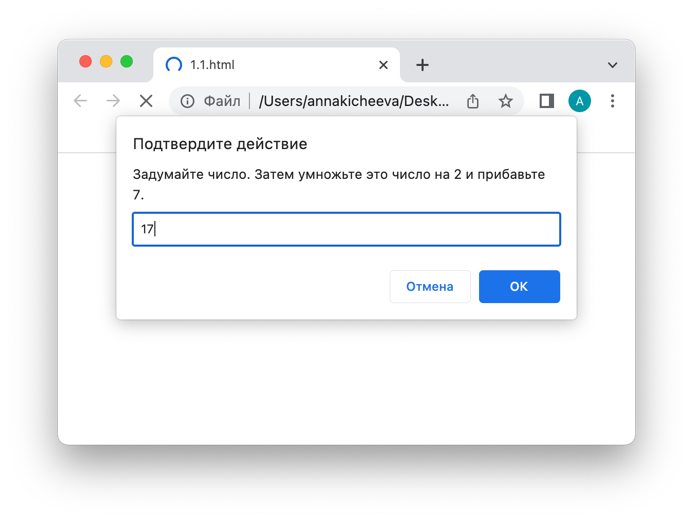 1.1.html
Файл /Users/annakicheeva/Desk...
A
Подтвердите действие
Задумайте число. Затем умножьте это число на 2 и прибавьте
7.
17
Отмена OK